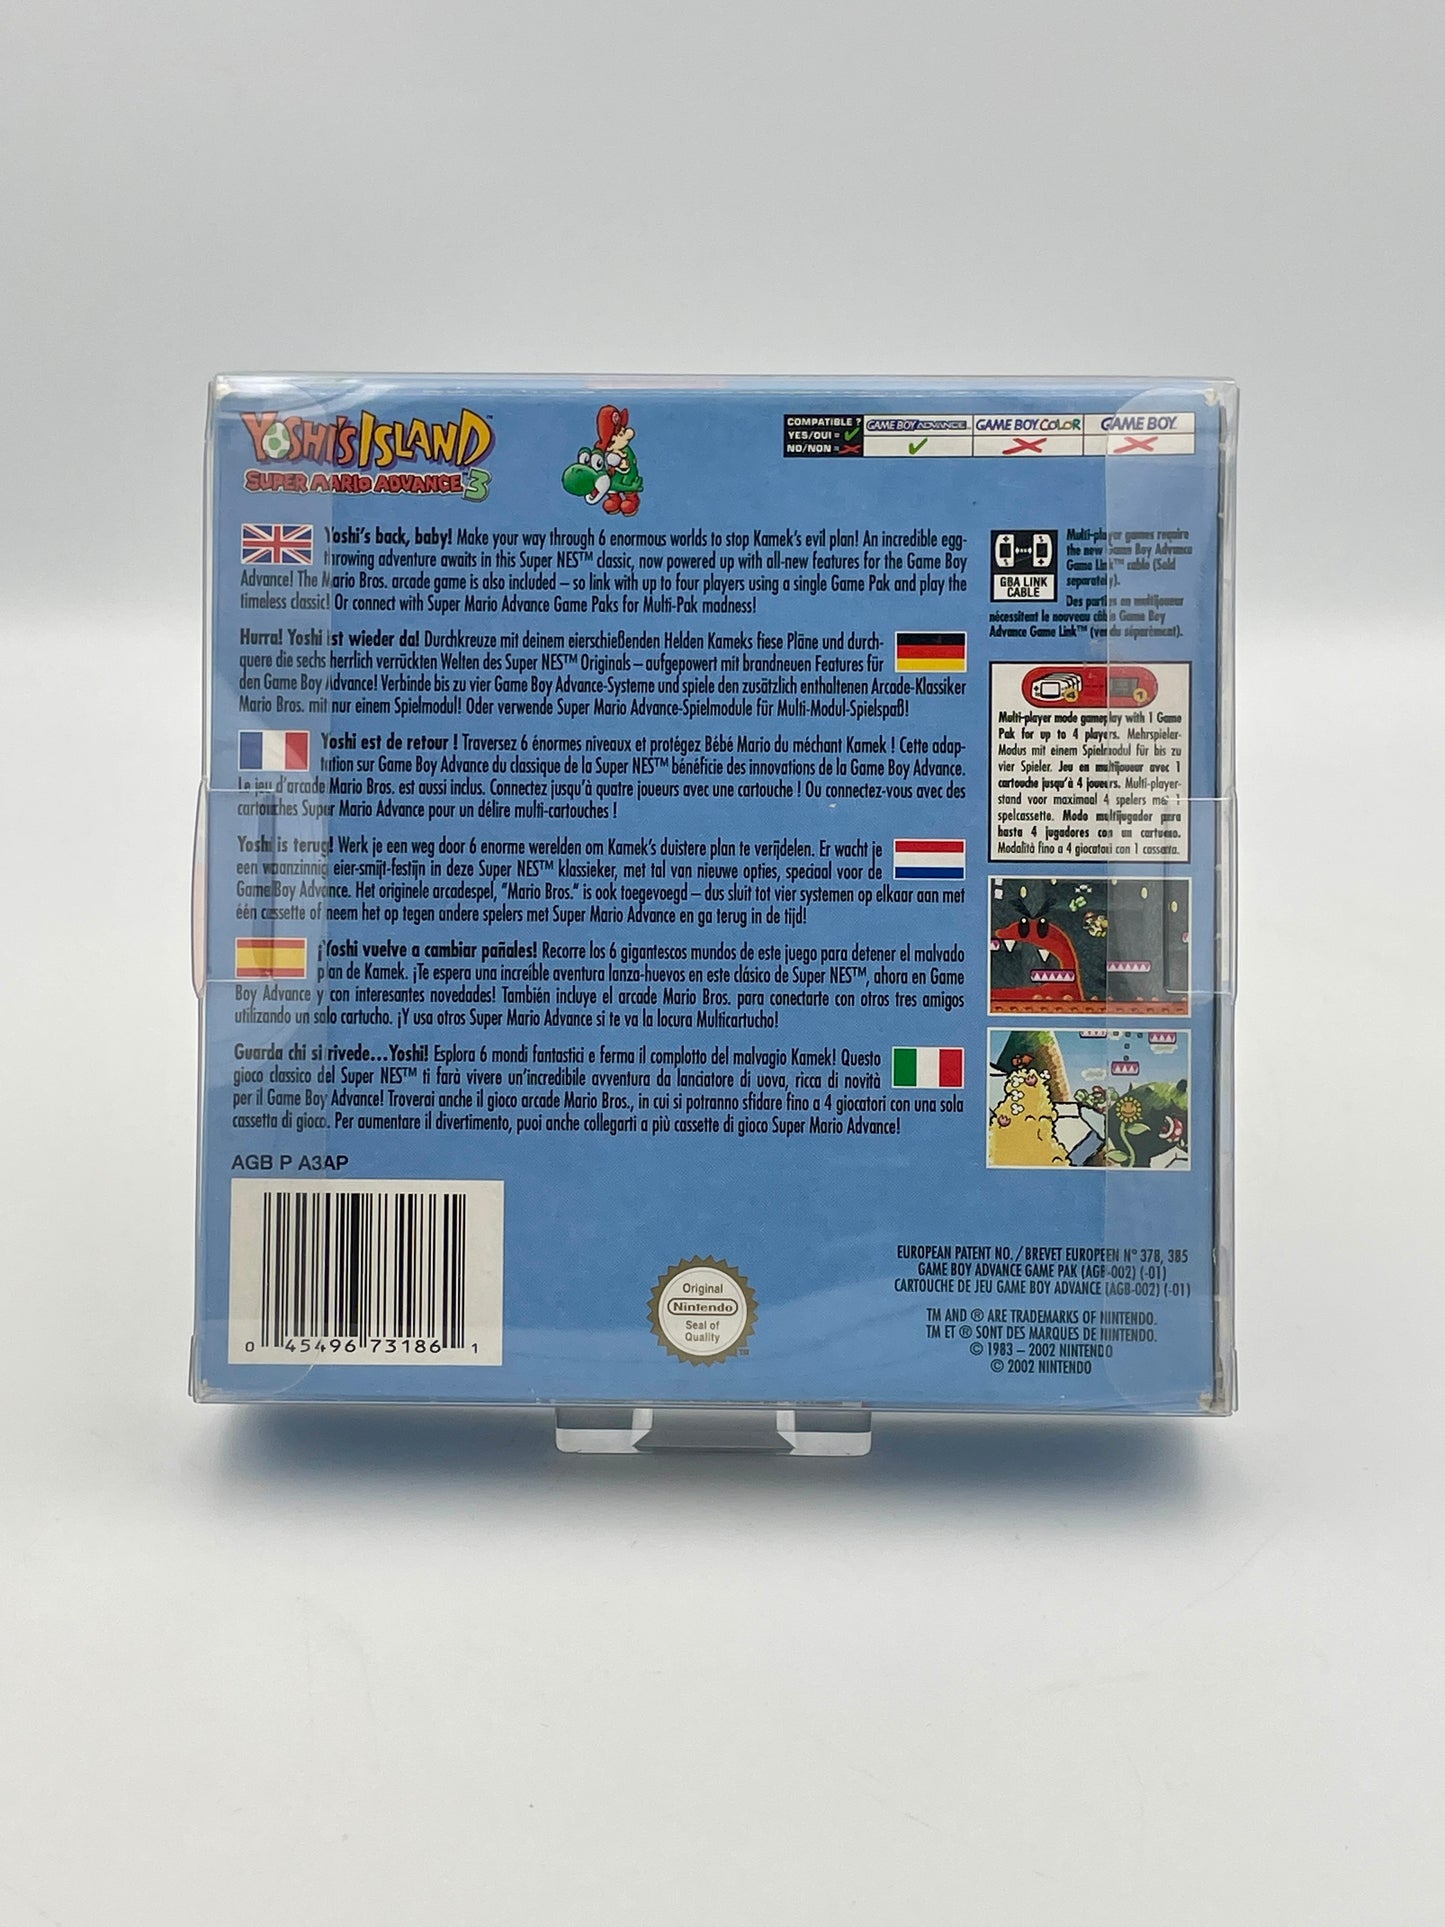 YOSHI'S ISLAND™
SUPER MARIO ADVANCE 3
COMPATIBLE ?
YES/OUI =
NO/NON =
GAME BOY ADVANCE
GAME BOY COLOR
GAME BOY
Yoshi's back, baby! Make your way through 6 enormous worlds to stop Kamek's evil plan! An incredible egg-
throwing adventure awaits in this Super NES™ classic, now powered up with all-new features for the Game Boy
Advance! The Mario Bros. arcade game is also included – so link with up to four players using a single Game Pak and play the
timeless classic! Or connect with Super Mario Advance Game Paks for Multi-Pak madness!
Hurra! Yoshi ist wieder da! Durchkreuze mit deinem eierschießenden Helden Kameks fiese Pläne und durch-
quere die sechs herrlich verrückten Welten des Super NES™ Originals – aufgepowert mit brandneuen Features für
den Game Boy Advance! Verbinde bis zu vier Game Boy Advance-Systeme und spiele den zusätzlich enthaltenen Arcade-Klassiker
Mario Bros. mit nur einem Spielmodul! Oder verwende Super Mario Advance-Spielmodule für Multi-Modul-Spielspaß!
Yoshi est de retour ! Traversez 6 énormes niveaux et protégez Bébé Mario du méchant Kamek ! Cette adap-
tation sur Game Boy Advance du classique de la Super NES™ bénéficie des innovations de la Game Boy Advance.
Le jeu d'arcade Mario Bros. est aussi inclus. Connectez jusqu'à quatre joueurs avec une cartouche ! Ou connectez-vous avec des
cartouches Super Mario Advance pour un délire multi-cartouches !
Yoshi is terug! Werk je een weg door 6 enorme werelden om Kamek's duistere plan te verijdelen. Er wacht je
een waanzinnig eier-smijt-festijn in deze Super NES™ klassieker, met tal van nieuwe opties, speciaal voor de
Game Boy Advance. Het originele arcadespel, "Mario Bros." is ook toegevoegd – dus sluit tot vier systemen op elkaar aan met
één cassette of neem het op tegen andere spelers met Super Mario Advance en ga terug in de tijd!
¡Yoshi vuelve a cambiar pañales! Recorre los 6 gigantescos mundos de este juego para detener el malvado
plan de Kamek. ¡Te espera una increíble aventura lanza-huevos en este clásico de Super NES™, ahora en Game
Boy Advance y con interesantes novedades! También incluye el arcade Mario Bros. para conectarte con otros tres amigos
utilizando un solo cartucho. ¡Y usa otros Super Mario Advance si te va la locura Multicartucho!
Guarda chi si rivede...Yoshi! Esplora 6 mondi fantastici e ferma il complotto del malvagio Kamek! Questo
gioco classico del Super NES™ ti farà vivere un'incredibile avventura da lanciatore di uova, ricca di novità
per il Game Boy Advance! Troverai anche il gioco arcade Mario Bros., in cui si potranno sfidare fino a 4 giocatori con una sola
cassetta di gioco. Per aumentare il divertimento, puoi anche collegarti a più cassette di gioco Super Mario Advance!
GBA LINK
CABLE
Multi-player games require
the new Game Boy Advance
Game Link™ cable (Sold
separately).
Des parties en multijoueur
nécessitent le nouveau câble Game Boy
Advance Game Link™ (vendu séparément).
4
1
Multi-player mode gameplay with 1 Game
Pak for up to 4 players. Mehrspieler-
Modus mit einem Spielmodul für bis zu
vier Spieler. Jeu en multijoueur avec 1
cartouche jusqu'à 4 joueurs. Multi-player-
stand voor maximaal 4 spelers met 1
spelcassette. Modo multijugador para
hasta 4 jugadores con un cartucho.
Modalità fino a 4 giocatori con 1 cassetta.
AGB P A3AP
0 45496 73186 1
Original
Nintendo
Seal of
Quality
™
EUROPEAN PATENT NO. / BREVET EUROPEEN N° 378, 385
GAME BOY ADVANCE GAME PAK (AGB-002) (-01)
CARTOUCHE DE JEU GAME BOY ADVANCE (AGB-002) (-01)
TM AND ® ARE TRADEMARKS OF NINTENDO.
TM ET ® SONT DES MARQUES DE NINTENDO.
© 1983 – 2002 NINTENDO
© 2002 NINTENDO